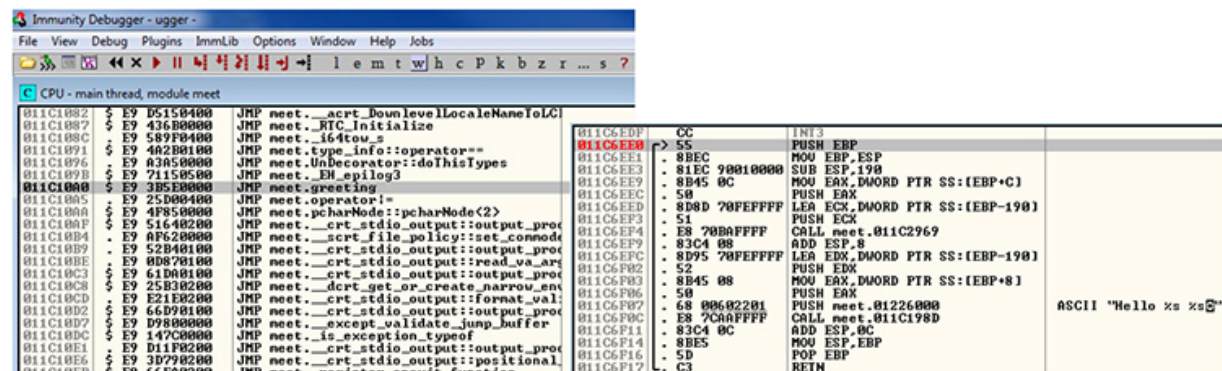 Immunity Debugger - ugger -
File View Debug Plugins ImmLib Options Window Help Jobs
l e m t w h c P k b z r ... s ?
C CPU - main thread, module meet
011C1082 $ E9 D5150400 JMP meet.__acrt_DownlevelLocaleNameToLCI
011C1087 $ E9 436B0000 JMP meet._RTC_Initialize
011C108C . E9 589F0400 JMP meet._i64tow_s
011C1091 $ E9 4A2B0100 JMP meet.type_info::operator==
011C1096 . E9 A3A50000 JMP meet.UnDecorator::doThisTypes
011C109B $ E9 71150500 JMP meet._EH_epilog3
011C10A0 $ E9 3B5E0000 JMP meet.greeting
011C10A5 . E9 25D00400 JMP meet.operator!=
011C10AA $ E9 4F850000 JMP meet.pcharNode::pcharNode<2>
011C10AF $ E9 51640200 JMP meet.__crt_stdio_output::output_proc
011C10B4 . E9 AF620000 JMP meet.__scrt_file_policy::set_commode
011C10B9 . E9 52B40100 JMP meet.__crt_stdio_output::output_proc
011C10BE . E9 0D870100 JMP meet.__crt_stdio_output::read_va_arg
011C10C3 $ E9 61DA0100 JMP meet.__crt_stdio_output::output_proc
011C10C8 $ E9 25B30200 JMP meet.__dcrt_get_or_create_narrow_env
011C10CD . E9 E21E0200 JMP meet.__crt_stdio_output::format_val
011C10D2 $ E9 66D90100 JMP meet.__crt_stdio_output::output_proc
011C10D7 $ E9 D9800000 JMP meet.__except_validate_jump_buffer
011C10DC $ E9 147C0000 JMP meet._is_exception_typeof
011C10E1 . E9 D11F0200 JMP meet.__crt_stdio_output::output_proc
011C10E6 $ E9 3D790200 JMP meet.__crt_stdio_output::positional_
011C6EDF CC INT3
011C6EE0 > 55 PUSH EBP
011C6EE1 . 8BEC MOV EBP,ESP
011C6EE3 . 81EC 90010000 SUB ESP,190
011C6EE9 . 8B45 0C MOV EAX,DWORD PTR SS:[EBP+C]
011C6EEC . 50 PUSH EAX
011C6EED . 8D8D 70FEFFFF LEA ECX,DWORD PTR SS:[EBP-190]
011C6EF3 . 51 PUSH ECX
011C6EF4 . E8 70BAFFFF CALL meet.011C2969
011C6EF9 . 83C4 08 ADD ESP,8
011C6EFC . 8D95 70FEFFFF LEA EDX,DWORD PTR SS:[EBP-190]
011C6F02 . 52 PUSH EDX
011C6F03 . 8B45 08 MOV EAX,DWORD PTR SS:[EBP+8]
011C6F06 . 50 PUSH EAX
011C6F07 . 68 00602201 PUSH meet.01226000 ASCII "Hello %s %s"
011C6F0C . E8 7CAAFFFF CALL meet.011C198D
011C6F11 . 83C4 0C ADD ESP,0C
011C6F14 . 8BE5 MOV ESP,EBP
011C6F16 . 5D POP EBP
011C6F17 . C3 RETN